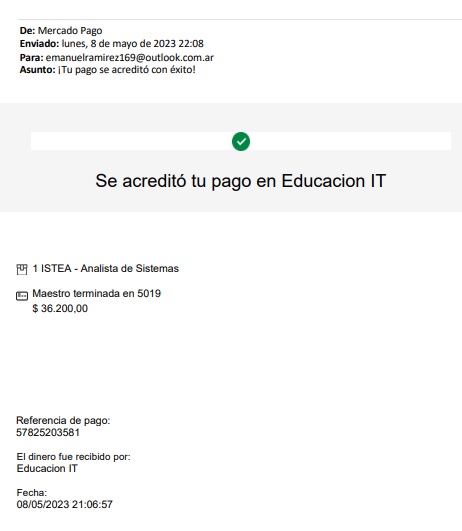 De: Mercado Pago
Enviado: lunes, 8 de mayo de 2023 22:08
Para: emanuelramirez169@outlook.com.ar
Asunto: ¡Tu pago se acreditó con éxito!
Se acreditó tu pago en Educacion IT
1 ISTEA - Analista de Sistemas
Maestro terminada en 5019
$ 36.200,00
Referencia de pago:
57825203581
El dinero fue recibido por:
Educacion IT
Fecha:
08/05/2023 21:06:57